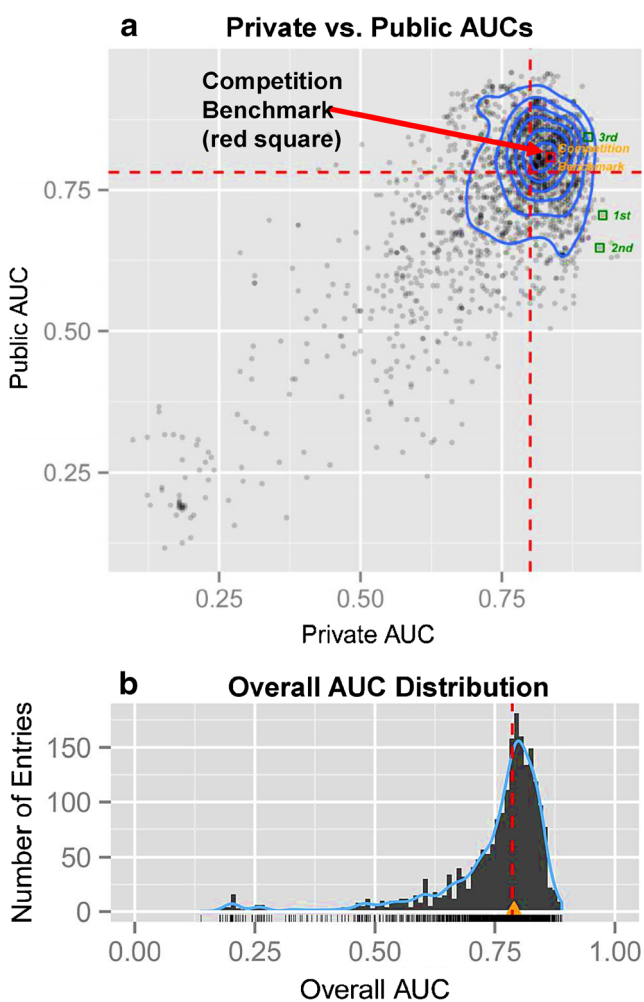 a Private vs. Public AUCs
Competition
Benchmark
(red square)
3rd
Competition
Benchmark
1st
2nd
0.75
0.50
0.25
Public AUC
0.25 0.50 0.75
Private AUC
b Overall AUC Distribution
150
100
50
0
Number of Entries
0.00 0.25 0.50 0.75 1.00
Overall AUC